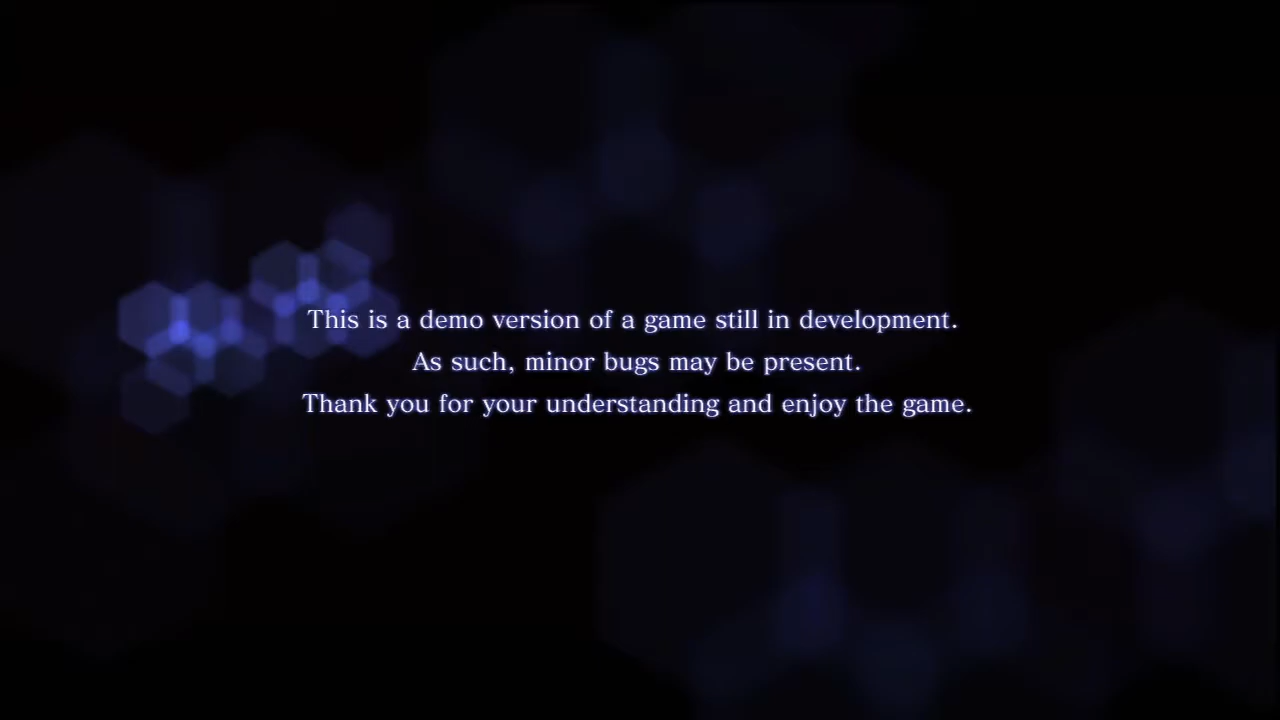 This is a demo version of a game still in development.
As such, minor bugs may be present.
Thank you for your understanding and enjoy the game.